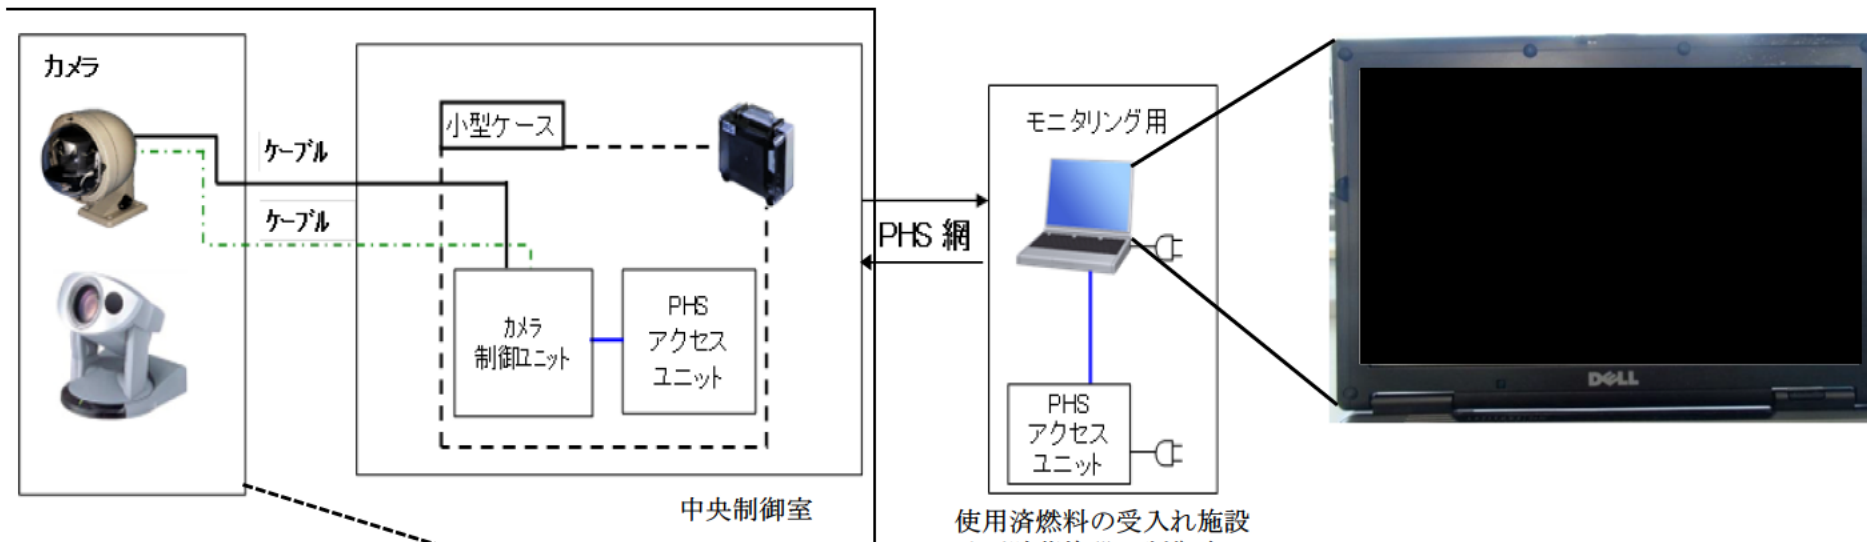 カメラ
ケーブル
ケーブル
小型ケース
カメラ
制御ユニット
PHS
アクセス
ユニット
中央制御室
PHS 網
モニタリング用
PHS
アクセス
ユニット
使用済燃料の受入れ施設
DELL